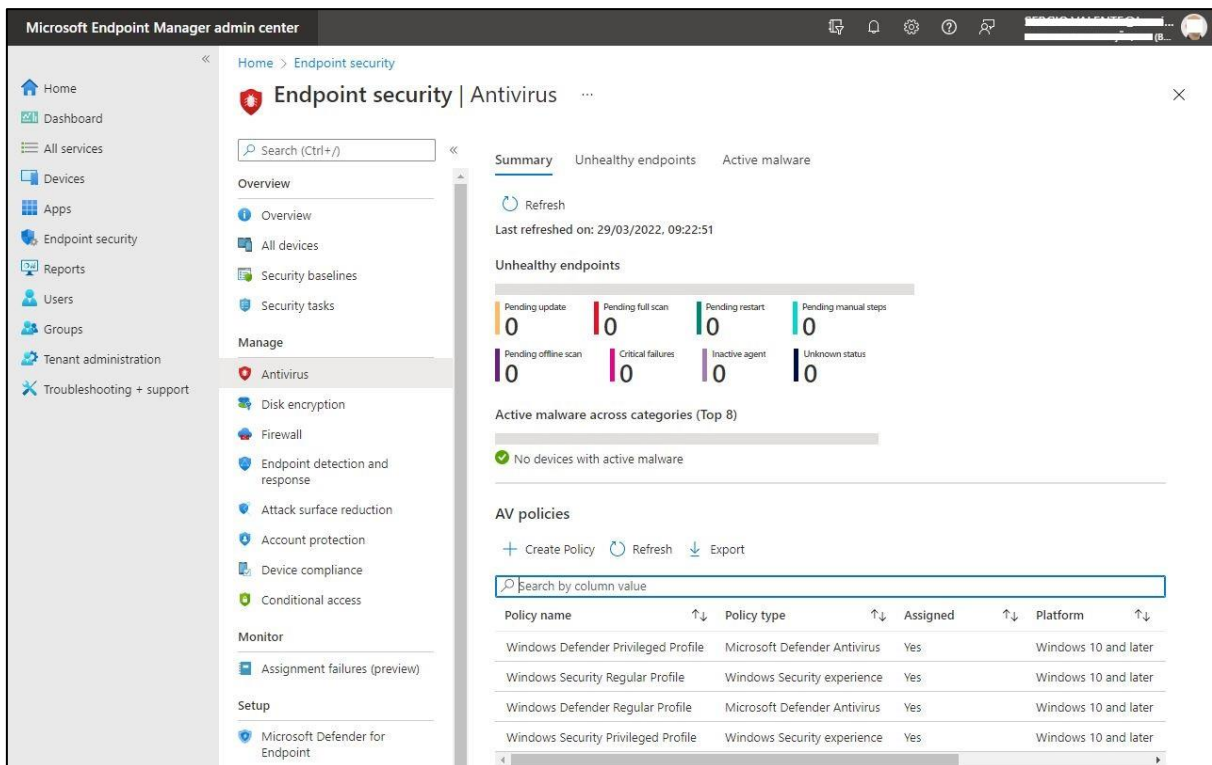 Microsoft Endpoint Manager admin center
Home > Endpoint security
Home
Dashboard
All services
Devices
Apps
Endpoint security
Reports
Users
Groups
Tenant administration
Troubleshooting + support
Endpoint security | Antivirus ...
Search (Ctrl+/)
Overview
Overview
All devices
Security baselines
Security tasks
Manage
Antivirus
Disk encryption
Firewall
Endpoint detection and
response
Attack surface reduction
Account protection
Device compliance
Conditional access
Monitor
Assignment failures (preview)
Setup
Microsoft Defender for
Endpoint
Summary Unhealthy endpoints Active malware
Refresh
Last refreshed on: 29/03/2022, 09:22:51
Unhealthy endpoints
Pending update Pending full scan Pending restart Pending manual steps
0 0 0 0
Pending offline scan Critical failures Inactive agent Unknown status
0 0 0 0
Active malware across categories (Top 8)
No devices with active malware
AV policies
Create Policy Refresh Export
Search by column value
Policy name Policy type Assigned Platform
Windows Defender Privileged Profile Microsoft Defender Antivirus Yes Windows 10 and later
Windows Security Regular Profile Windows Security experience Yes Windows 10 and later
Windows Defender Regular Profile Microsoft Defender Antivirus Yes Windows 10 and later
Windows Security Privileged Profile Windows Security experience Yes Windows 10 and later